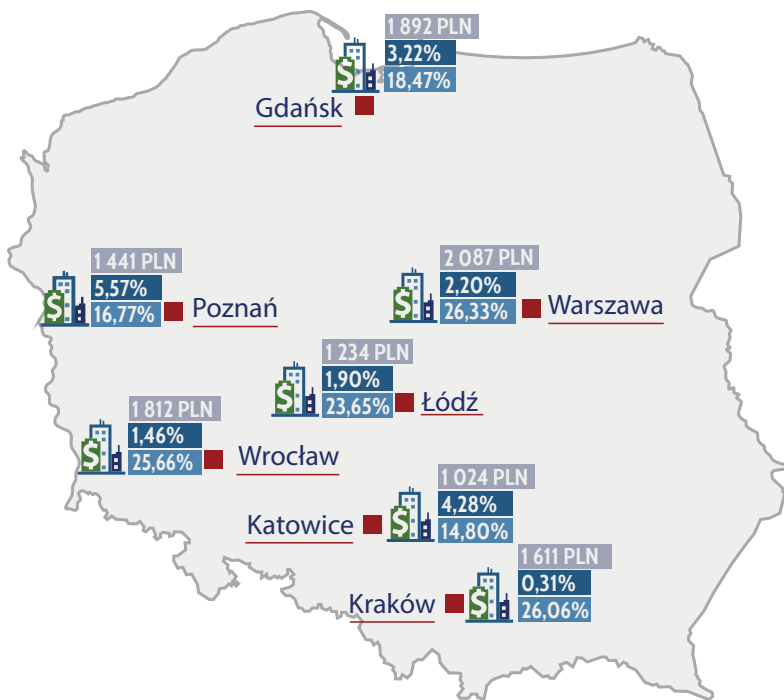 1 892 PLN
3,22%
18,47%
Gdańsk
1 441 PLN
5,57%
16,77%
Poznań
2 087 PLN
2,20%
26,33%
Warszawa
1 234 PLN
1,90%
23,65%
Łódź
1 812 PLN
1,46%
25,66%
Wrocław
1 024 PLN
4,28%
14,80%
Katowice
1 611 PLN
0,31%
26,06%
Kraków